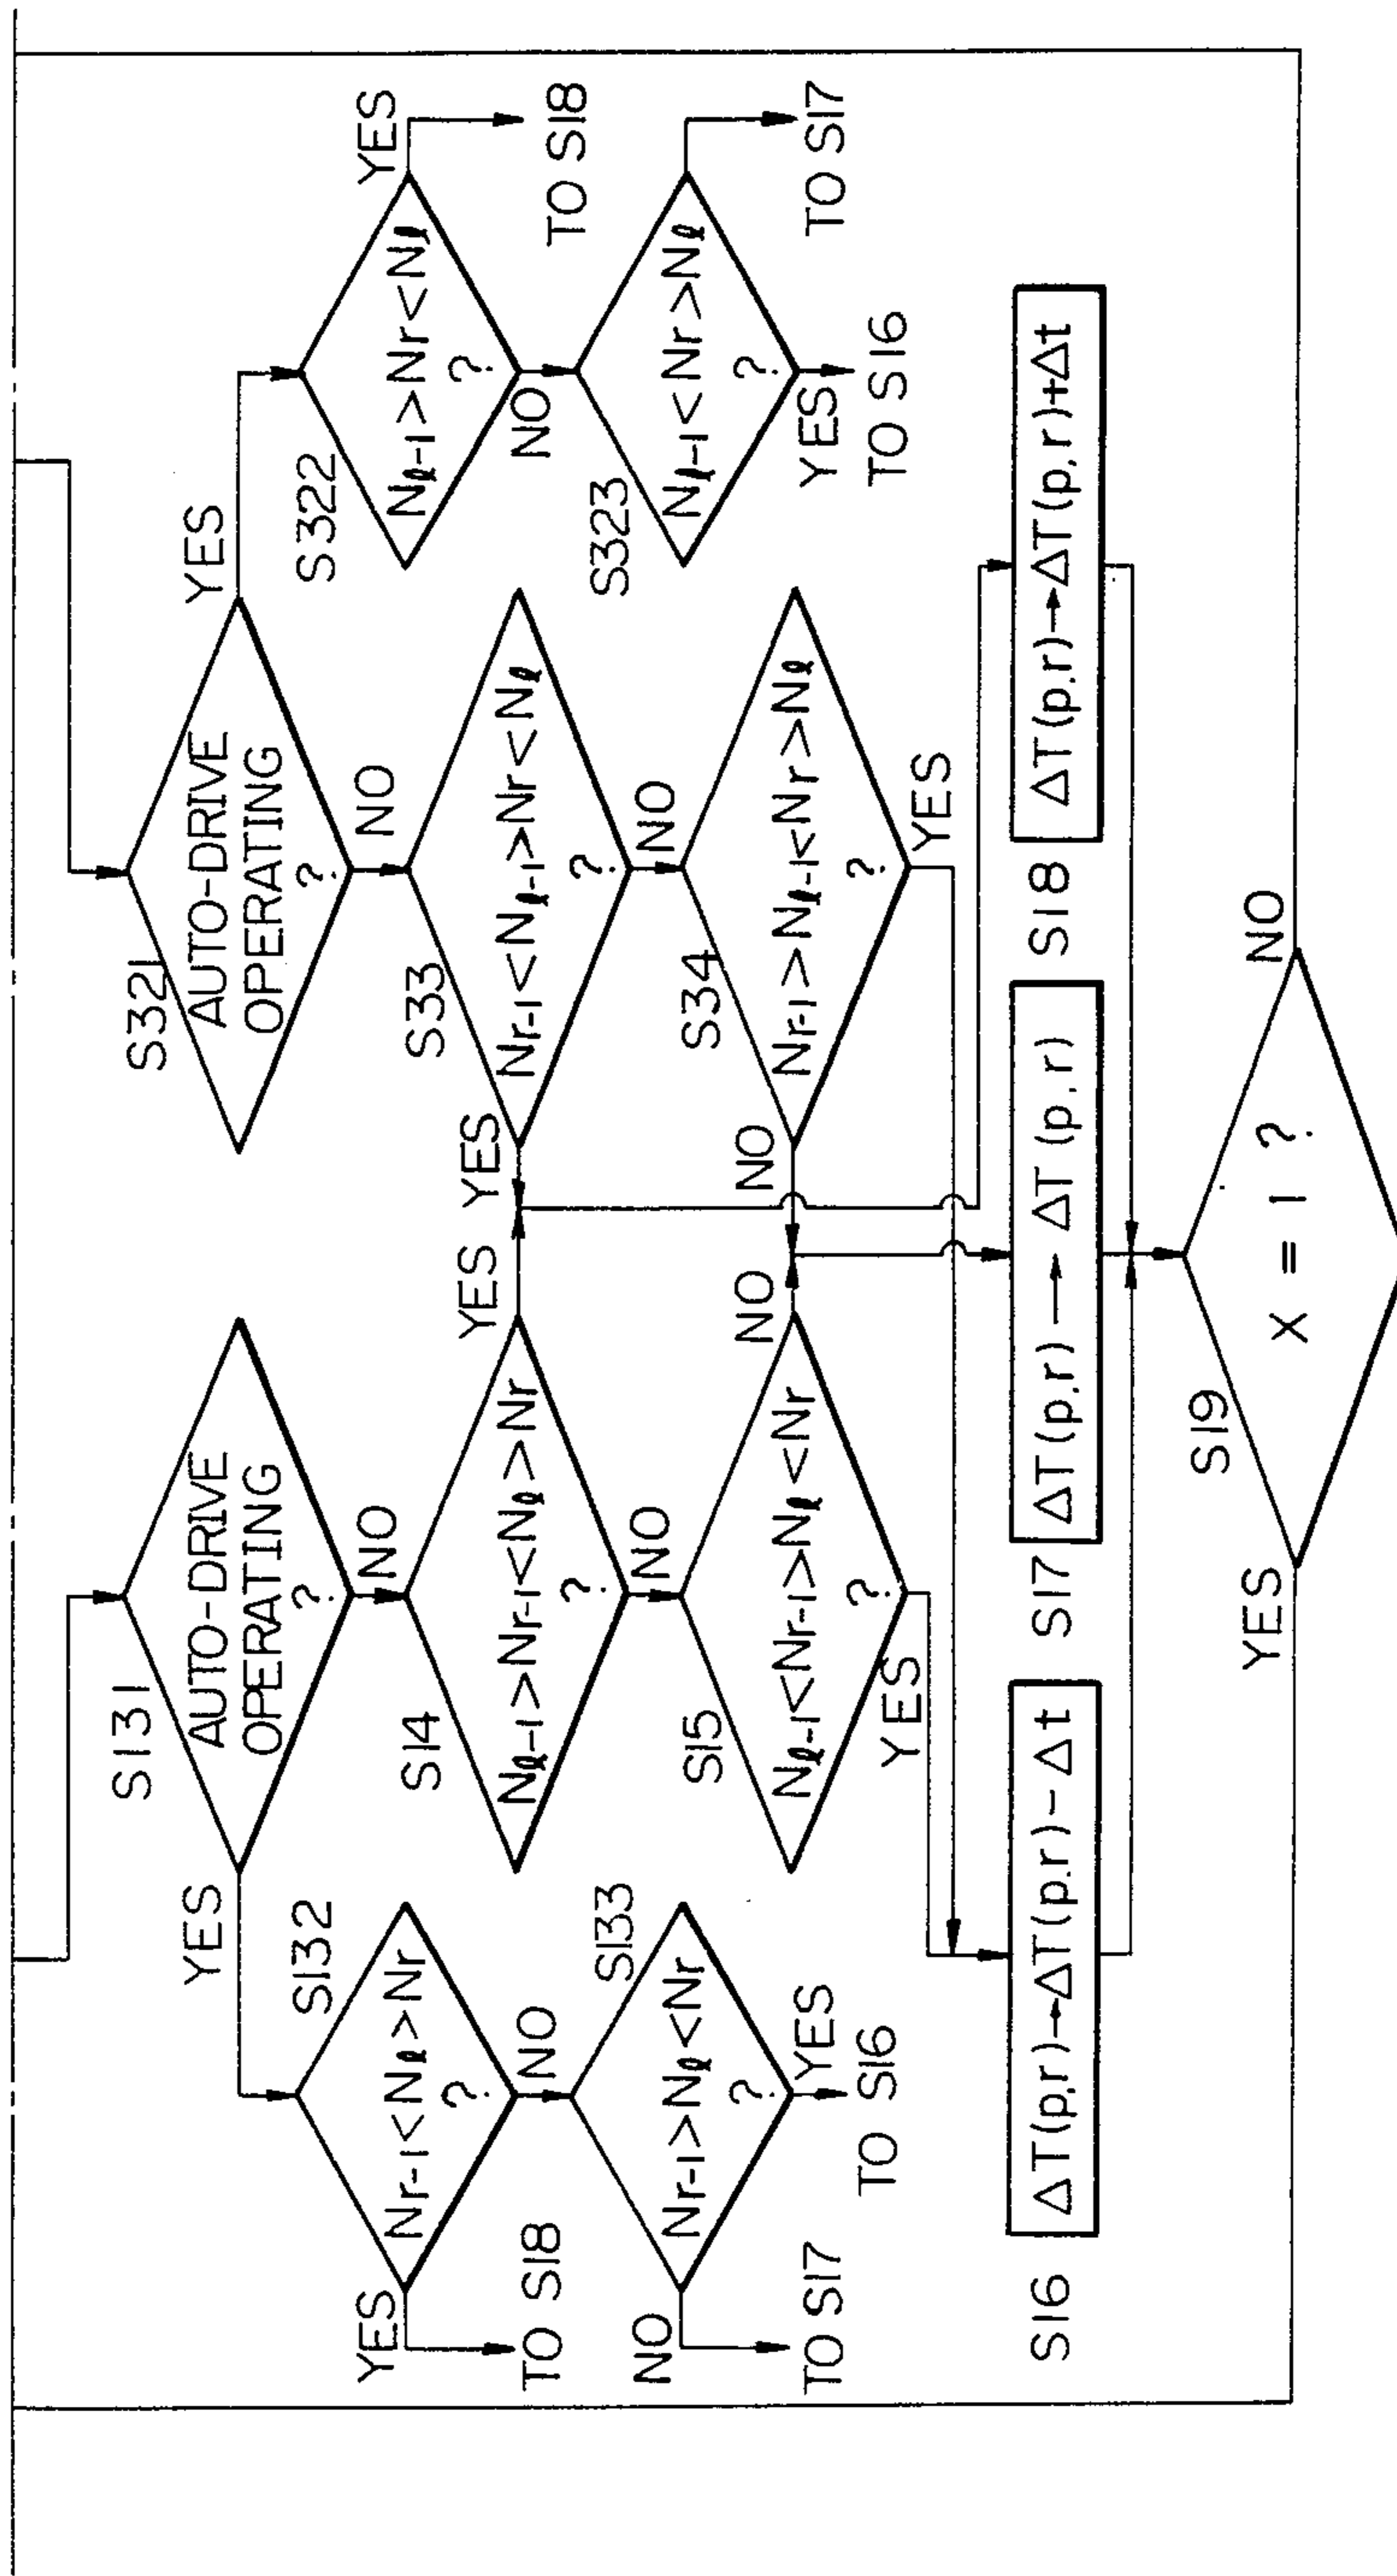 S131
AUTO-DRIVE
OPERATING
?
YES
NO
S132
Nr-1<Nℓ>Nr
?
YES
TO S18
NO
S133
Nr-1>Nℓ<Nr
?
NO
TO S17
YES
TO S16
S14
Nℓ-1>Nr-1<Nℓ>Nr
?
YES
NO
S15
Nℓ-1<Nr-1>Nℓ<Nr
?
NO
YES
S321
AUTO-DRIVE
OPERATING
?
YES
NO
S33
Nr-1<Nℓ-1>Nr<Nℓ
?
YES
NO
S34
Nr-1>Nℓ-1<Nr>Nℓ
?
NO
YES
S322
Nℓ-1>Nr<Nℓ
?
YES
TO S18
NO
S323
Nℓ-1<Nr>Nℓ
?
TO S17
YES
TO S16
S16
ΔT(p,r)→ΔT(p,r)-Δt
S17
ΔT(p,r)→ΔT(p,r)
S18
ΔT(p,r)→ΔT(p,r)+Δt
S19
X = 1 ?
YES
NO